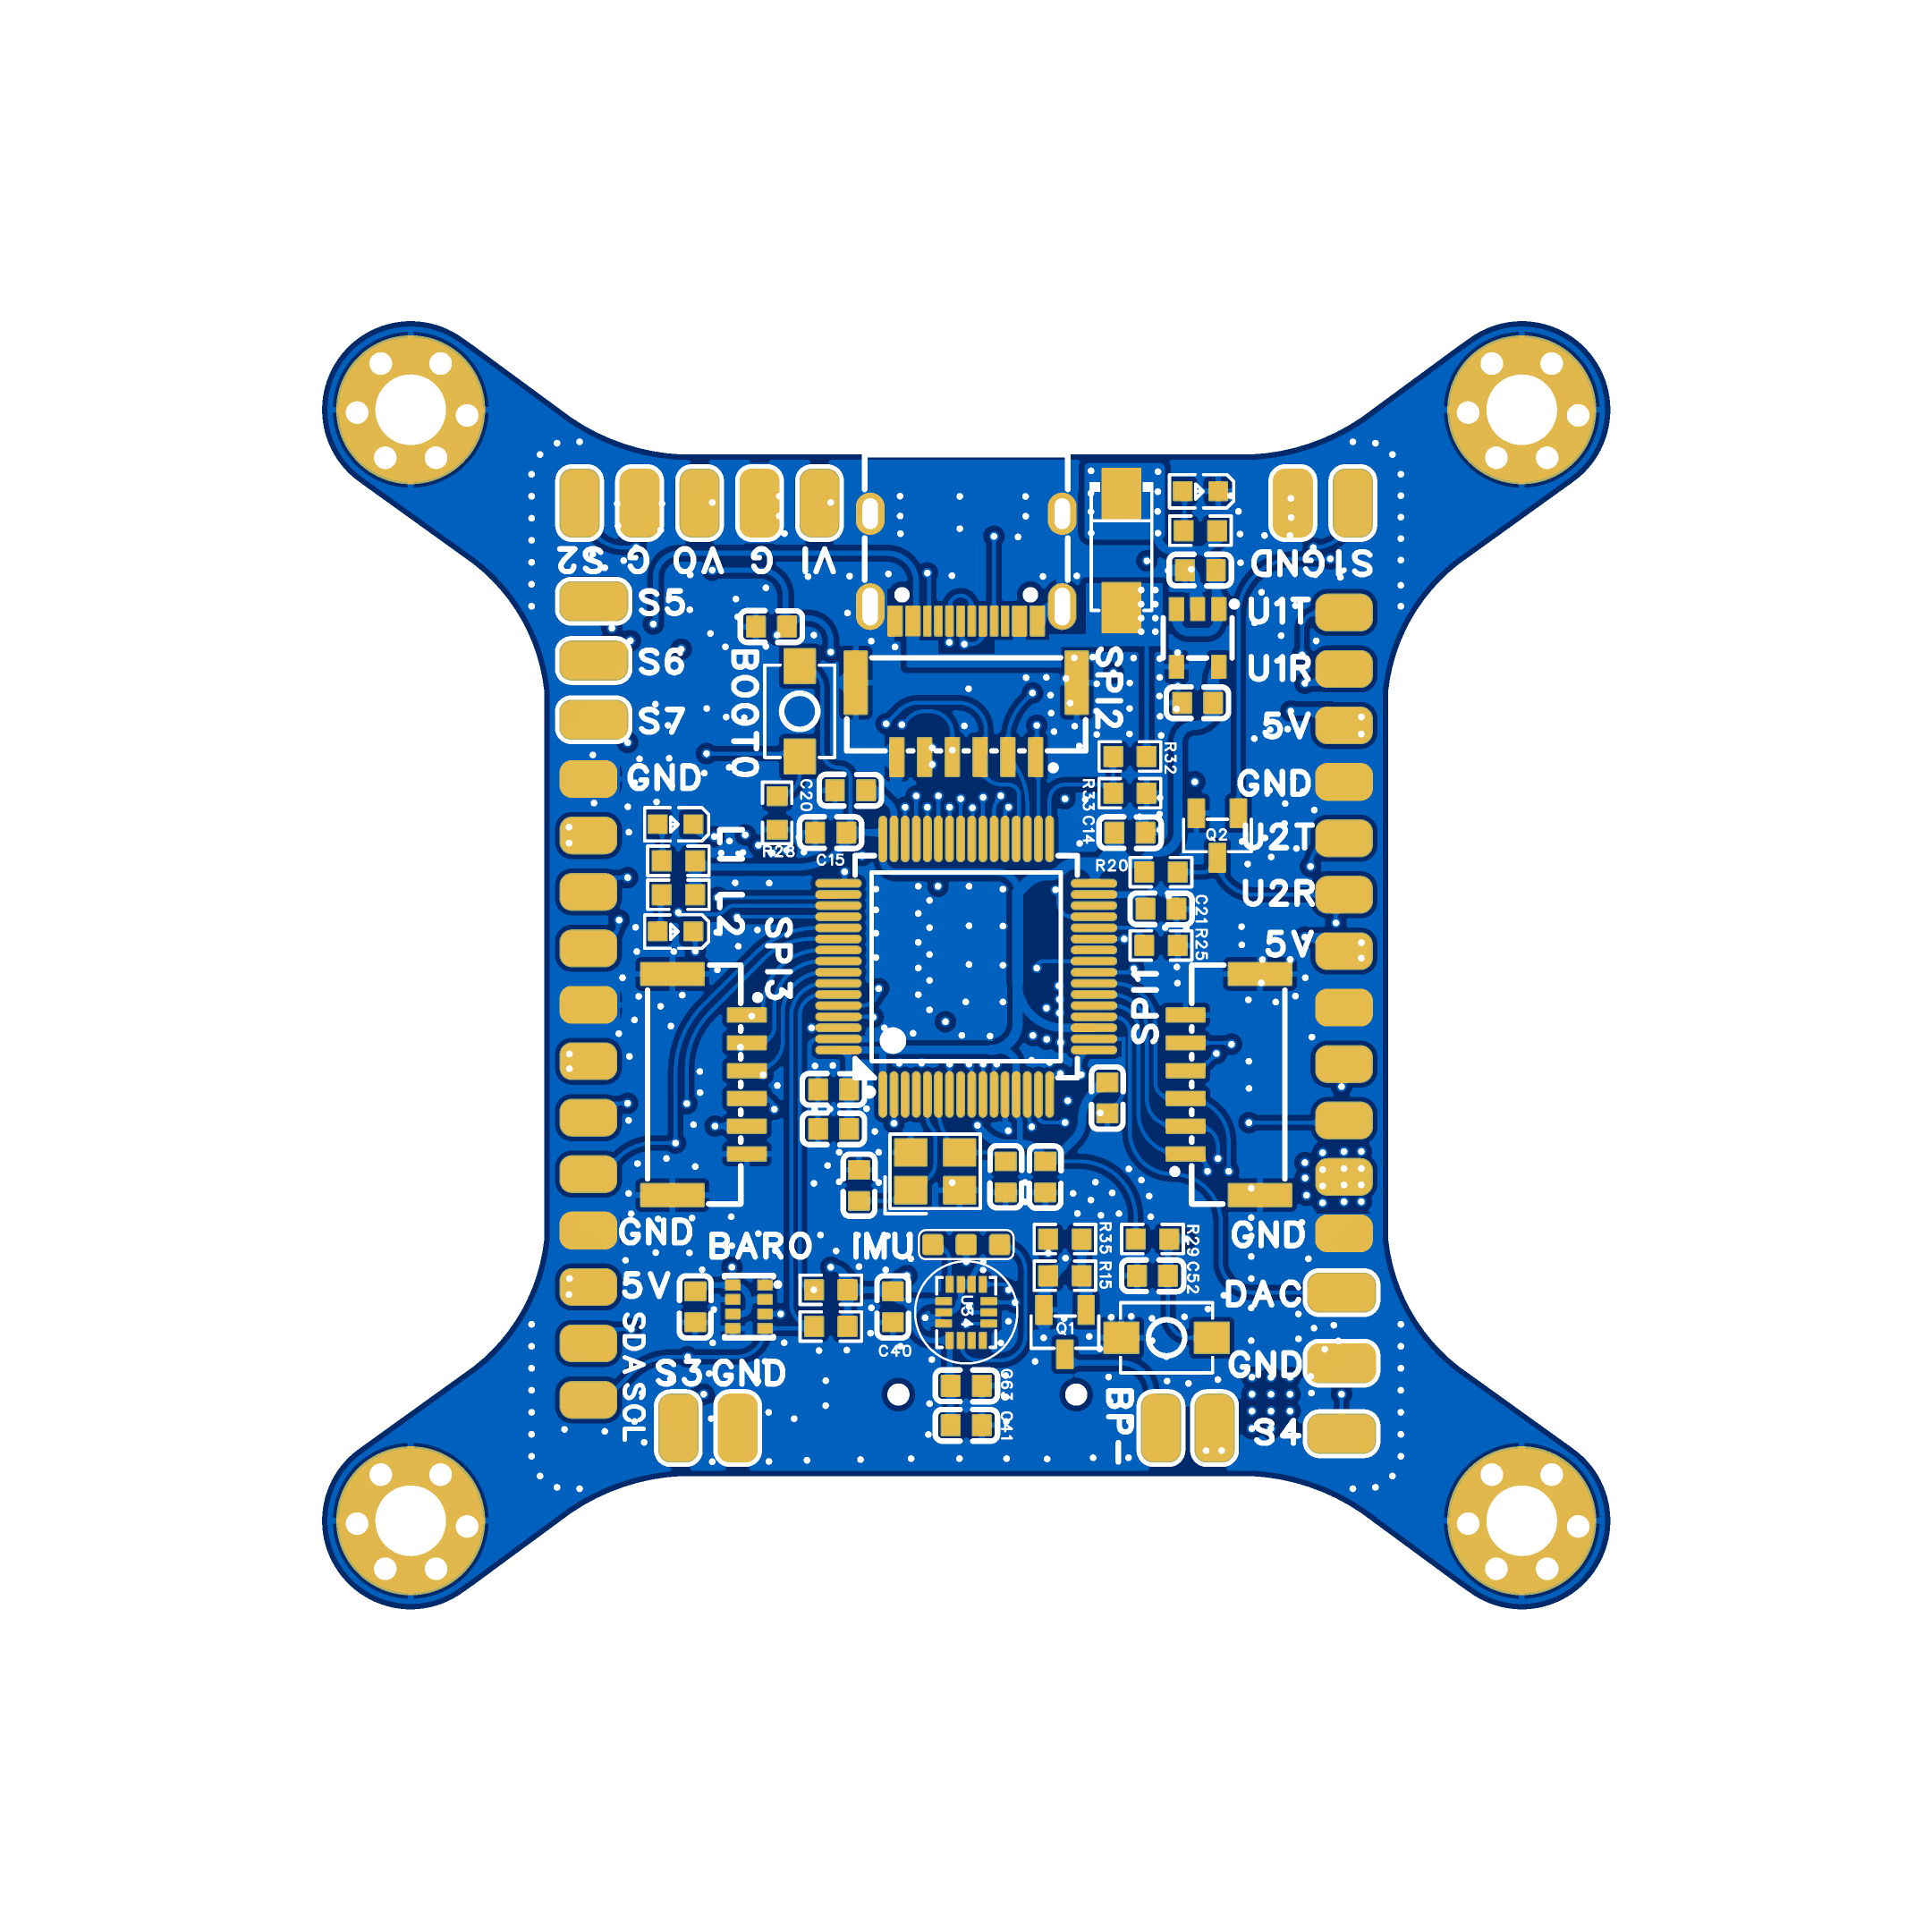 S2 G VO G VI
GND S1
S5
S6
S7
GND
BOOT0
SPI2
U1T
U1R
5V
GND
U2T
U2R
5V
R32
R33
C14
Q2
R20
C21
R25
C20
R28
C15
L1
L2
SPI3
SPI1
GND
5V
SDA
SCL
BARO
IMU
S3 GND
C40
U34
R35
R15
R29
C52
Q1
C63
C41
BP-
GND
DAC
GND
S4